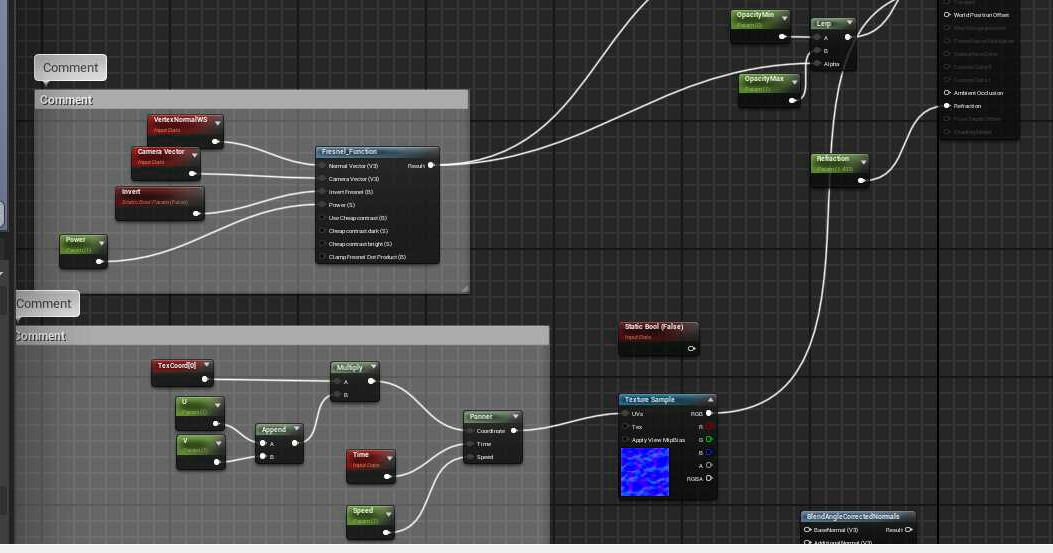 OpacityMin
Param (0)
Lerp
A
B
Alpha
OpacityMax
Param (1)
World Position Offset
Ambient Occlusion
Refraction
Comment
Comment
VertexNormalWS
Input Data
Camera Vector
Input Data
Invert
Static Bool Param (False)
Power
Param (1)
Fresnel_Function
Normal Vector (V3)
Result
Camera Vector (V3)
Invert Fresnel (B)
Power (S)
Use Cheap contrast (B)
Cheap contrast dark (S)
Cheap contrast bright (S)
Clamp Fresnel Dot Product (B)
Refraction
Comment
Comment
Static Bool (False)
Input Data
TexCoord[0]
Multiply
A
B
U
Param (1)
V
Param (1)
Append
A
B
Panner
Coordinate
Time
Speed
Time
Input Data
Speed
Param (1)
Texture Sample
UVs
RGB
Tex
R
Apply View MipBias
G
B
A
RGBA
BlendAngleCorrectedNormals
BaseNormal (V3)
Result
AdditionalNormal (V3)